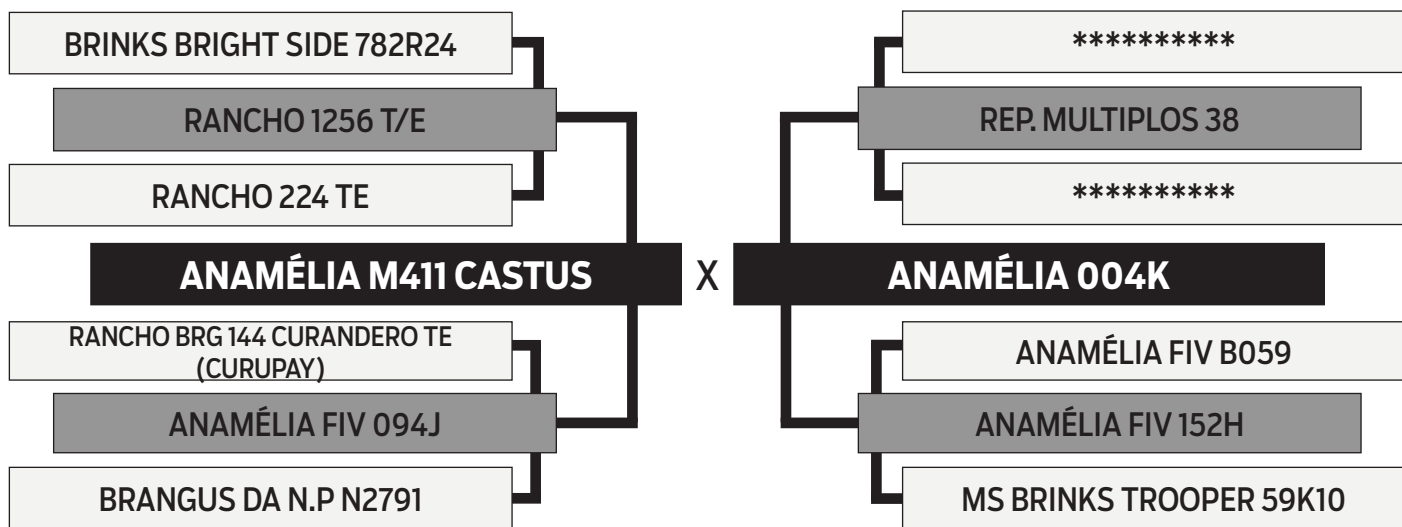 BRINKS BRIGHT SIDE 782R24
**********
RANCHO 1256 T/E
REP. MULTIPLOS 38
RANCHO 224 TE
**********
ANAMÉLIA M411 CASTUS X ANAMÉLIA 004K
RANCHO BRG 144 CURANDERO TE
(CURUPAY)
ANAMÉLIA FIV B059
ANAMÉLIA FIV 094J
ANAMÉLIA FIV 152H
BRANGUS DA N.P N2791
MS BRINKS TROOPER 59K10